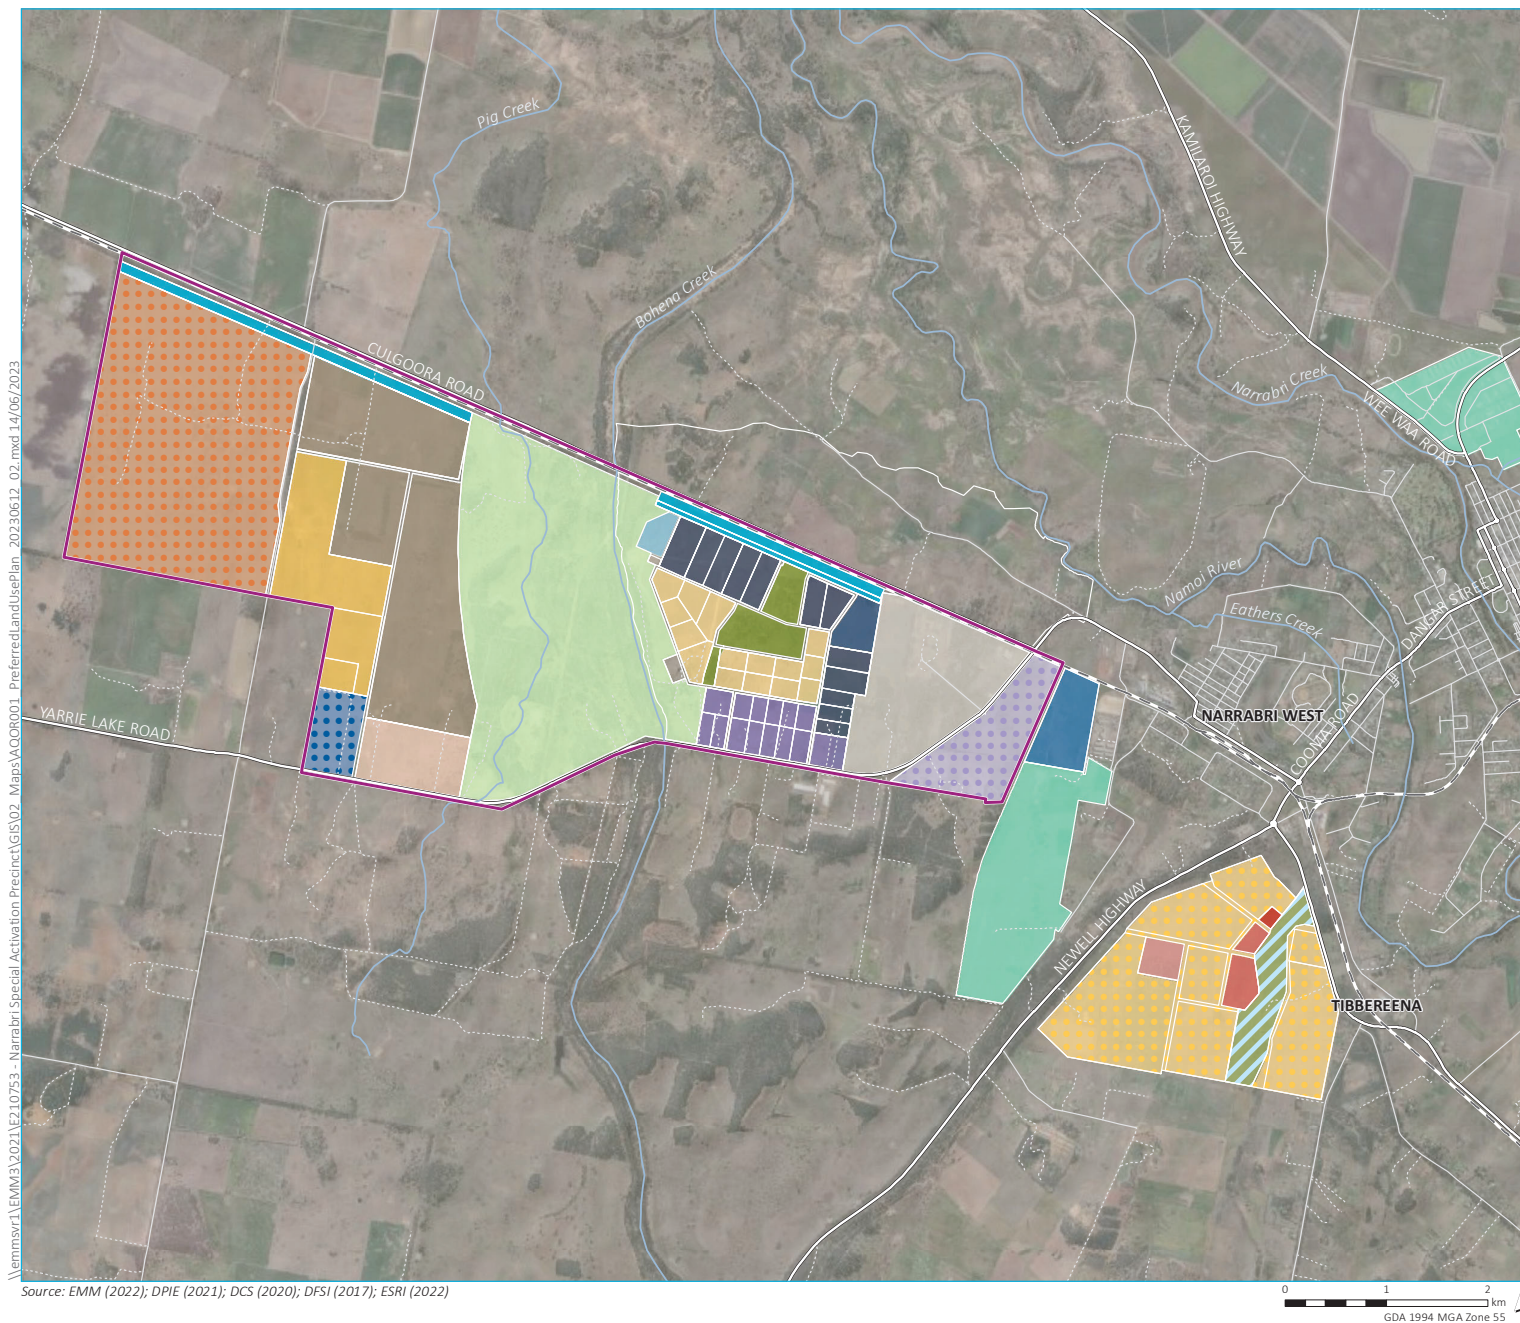 Pig Creek
KAMILAROI HIGHWAY
Bohena Creek
CULGOORA ROAD
Narrabri Creek
WEE WAA ROAD
Namoi River
Eathers Creek
DANGAR STREET
YARRIE LAKE ROAD
NARRABRI WEST
COOMA ROAD
NEWELL HIGHWAY
TIBBEREENA
\\emmsvr1\EMM3\2021\E210753 - Narrabri Special Activation Precinct\GIS\02_Maps\AQOR001_PreferredLandUsePlan_20230612_02.mxd 14/06/2023
Source: EMM (2022); DPIE (2021); DCS (2020); DFSI (2017); ESRI (2022)
0 1 2
km
GDA 1994 MGA Zone 55